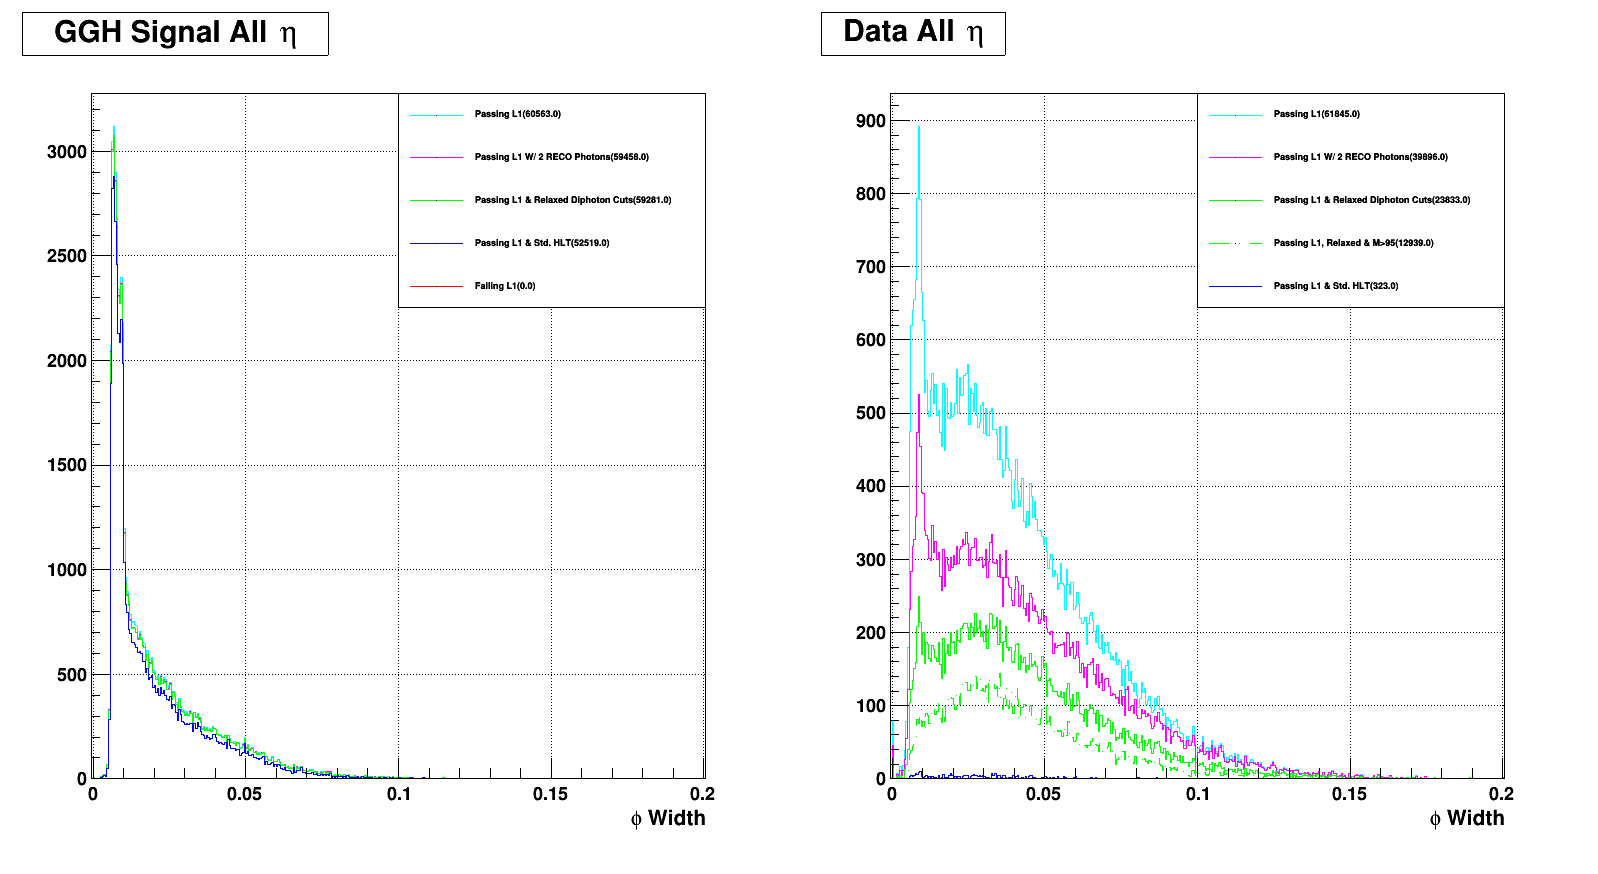 GGH Signal All η
3000
2500
2000
1500
1000
500
0
0 0.05 0.1 0.15 0.2
ϕ Width
Passing L1(60563.0)
Passing L1 W/ 2 RECO Photons(59458.0)
Passing L1 & Relaxed Diphoton Cuts(59281.0)
Passing L1 & Std. HLT(52519.0)
Failing L1(0.0)
Data All η
900
800
700
600
500
400
300
200
100
0
0 0.05 0.1 0.15 0.2
ϕ Width
Passing L1(61845.0)
Passing L1 W/ 2 RECO Photons(39896.0)
Passing L1 & Relaxed Diphoton Cuts(23833.0)
Passing L1, Relaxed & M>95(12939.0)
Passing L1 & Std. HLT(323.0)